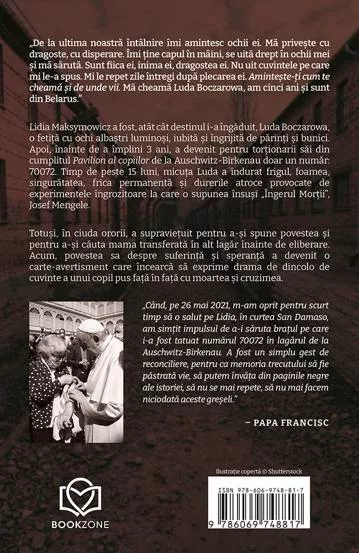 „De la ultima noastră întâlnire îmi amintesc ochii ei. Mă privește cu
dragoste, cu disperare. Îmi ține capul în mâini, se uită drept în ochii mei
și mă sărută. Sunt fiica ei, inima ei, dragostea ei. Nu uit cuvintele pe care
mi le-a spus. Mi le repet zile întregi după plecarea ei. Amintește-ți cum te
cheamă și de unde vii. Mă cheamă Luda Boczarowa, am cinci ani și sunt
din Belarus.”
Lidia Maksymowicz a fost, atât cât destinul i-a îngăduit, Luda Boczarowa,
o fetiță cu ochi albaștri luminoși, iubită și îngrijită de părinți și bunici.
Apoi, înainte de a împlini 3 ani, a devenit pentru torționarii săi din
cumplitul Pavilion al copiilor de la Auschwitz-Birkenau doar un număr:
70072. Timp de peste 15 luni, micuța Luda a îndurat frigul, foamea,
singurătatea, frica permanentă și durerile atroce provocate de
experimentele îngrozitoare la care o supunea însuși „Îngerul Morții”,
Josef Mengele.
Totuși, în ciuda ororii, a supraviețuit pentru a-și spune povestea și
pentru a-și căuta mama transferată în alt lagăr înainte de eliberare.
Acum, povestea sa despre suferință și speranță a devenit o
carte-avertisment care încearcă să exprime drama de dincolo de
cuvinte a unui copil pus față în față cu moartea și cruzimea.
„Când, pe 26 mai 2021, m-am oprit pentru scurt
timp să o salut pe Lidia, în curtea San Damaso,
am simțit impulsul de a-i săruta brațul pe care
i-a fost tatuat numărul 70072 în lagărul de la
Auschwitz-Birkenau. A fost un simplu gest de
reconciliere, pentru ca memoria trecutului să fie
păstrată vie, să putem învăța din paginile negre
ale istoriei, să nu se mai repete, să nu mai facem
niciodată aceste greșeli.”
– PAPA FRANCISC
Ilustrație copertă © Shutterstock
ISBN 978-606-9748-81-7
9786069748817
BOOKZONE